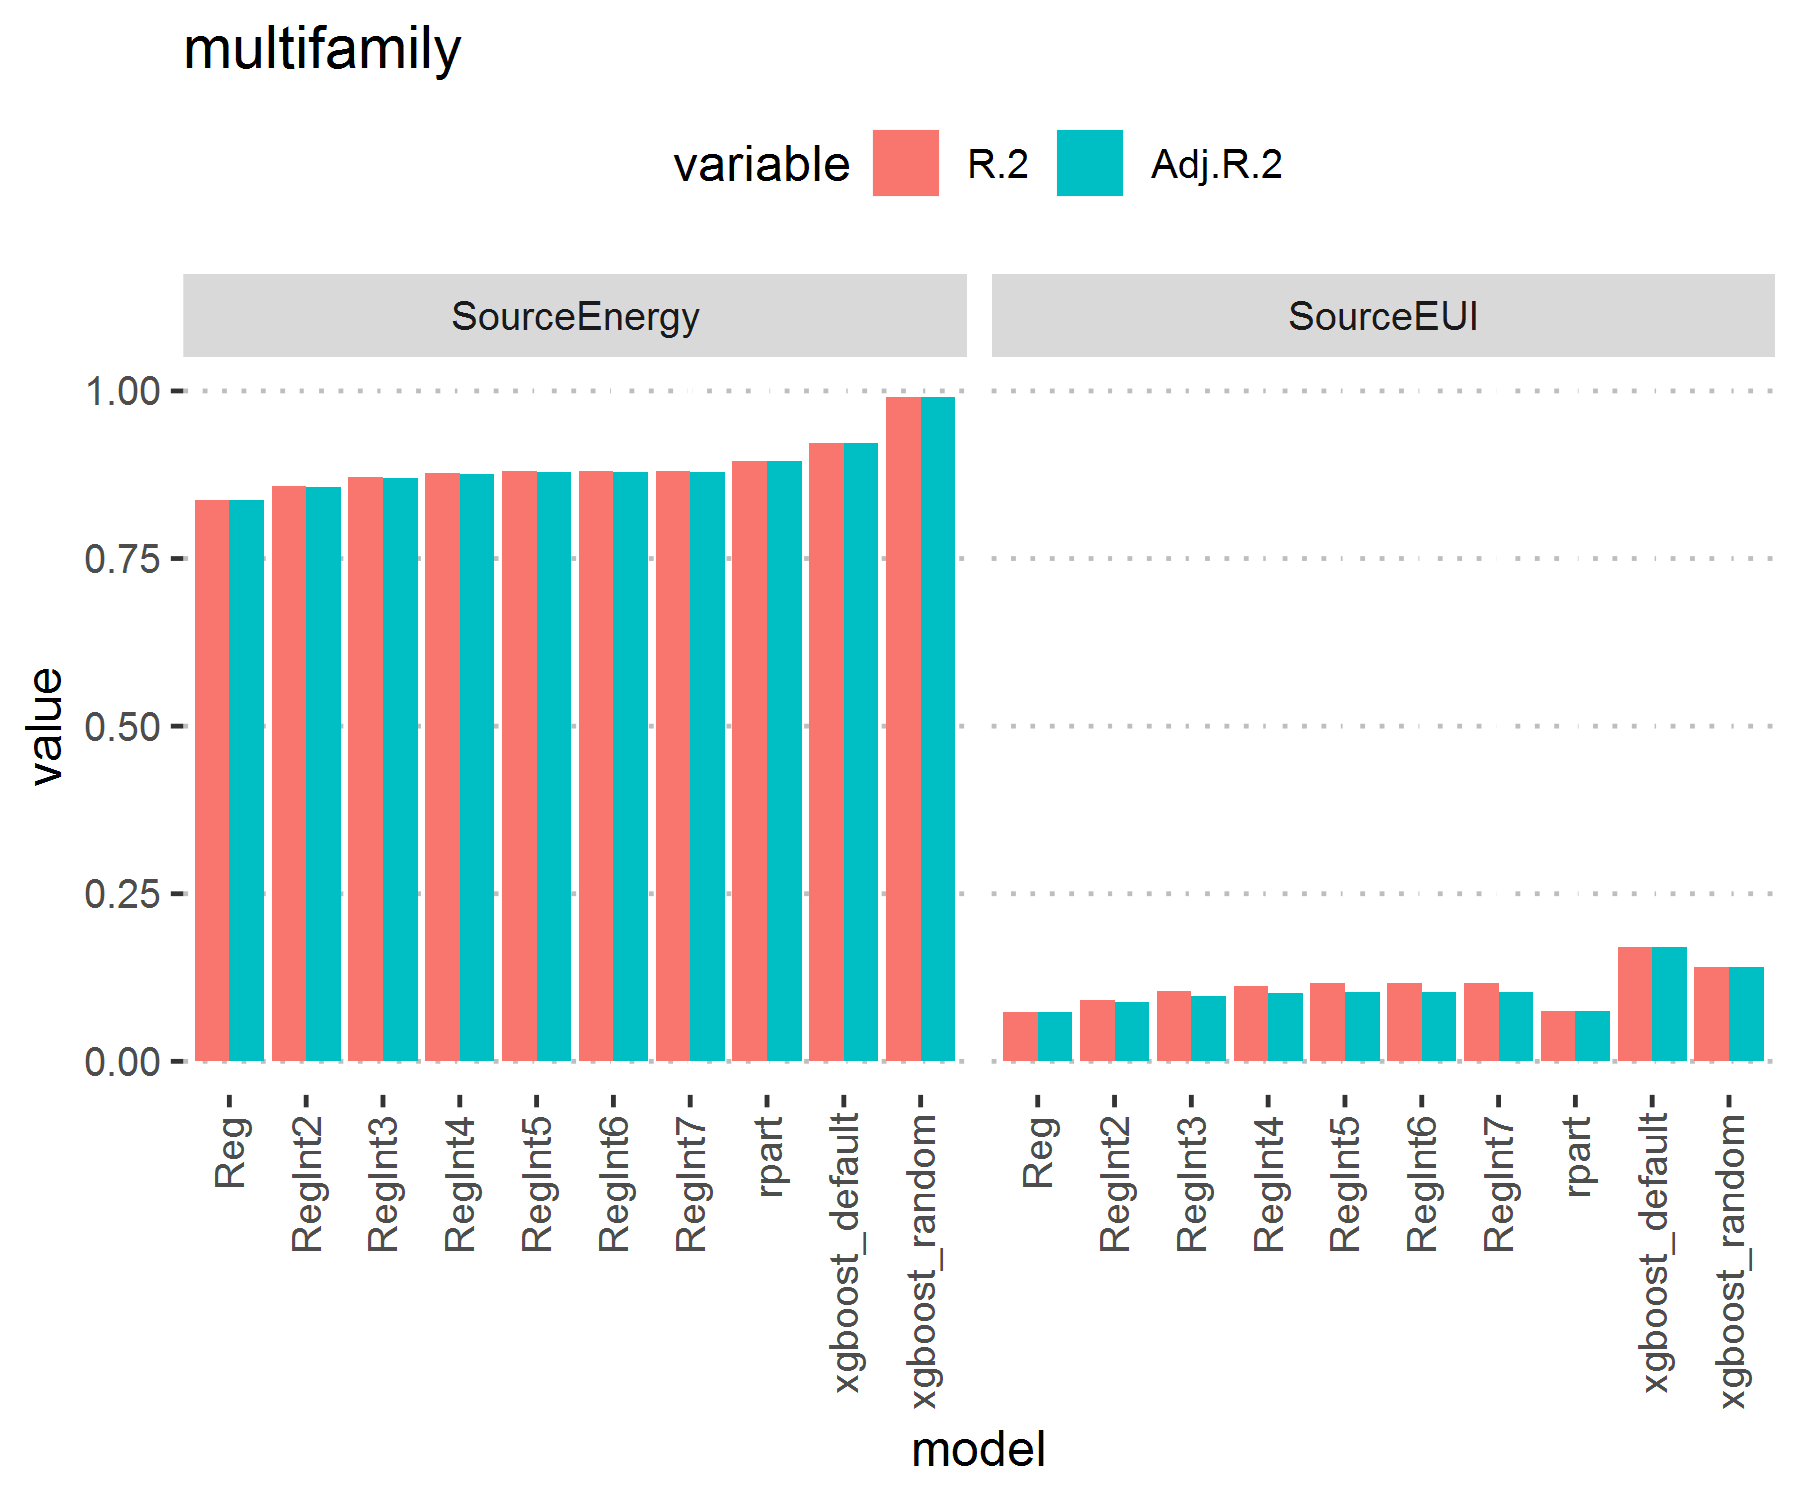 multifamily
variable R.2 Adj.R.2
SourceEnergy SourceEUI
1.00
0.75
0.50
0.25
0.00
value
Reg RegInt2 RegInt3 RegInt4 RegInt5 RegInt6 RegInt7 rpart xgboost_default xgboost_random
Reg RegInt2 RegInt3 RegInt4 RegInt5 RegInt6 RegInt7 rpart xgboost_default xgboost_random
model